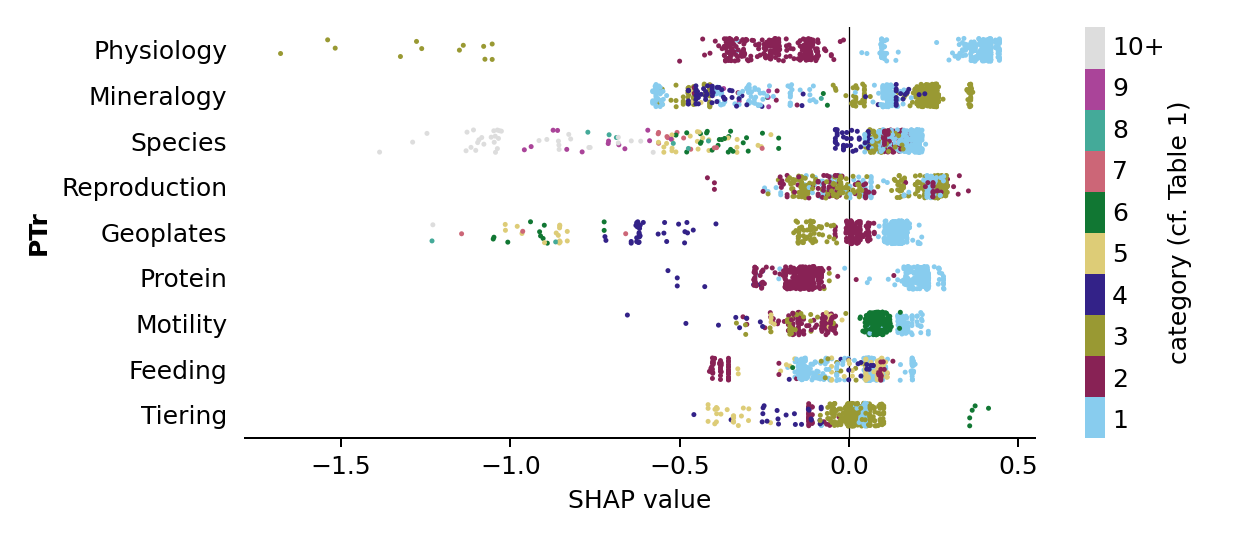 Physiology
Mineralogy
Species
Reproduction
Geoplates
Protein
Motility
Feeding
Tiering
PTr
−1.5
−1.0
−0.5
0.0
0.5
SHAP value
10+
9
8
7
6
5
4
3
2
1
category (cf. Table 1)